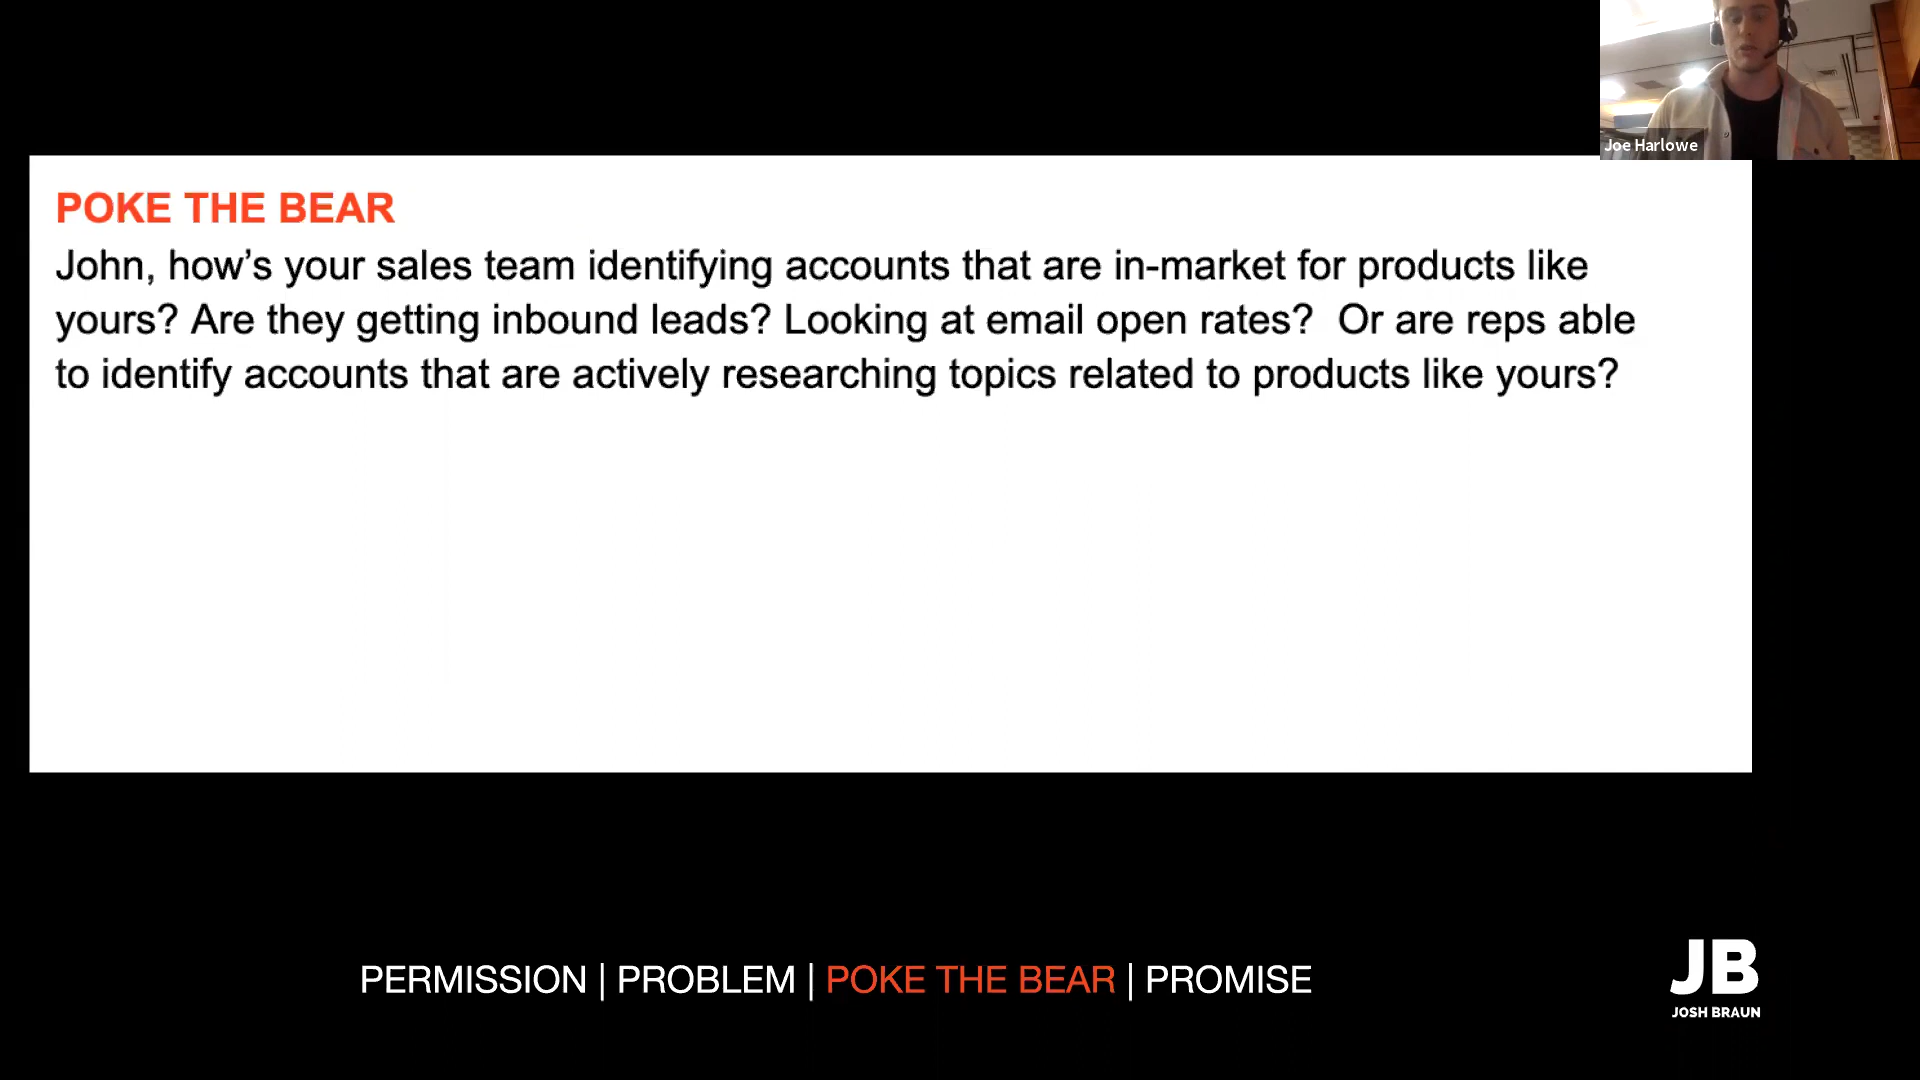 Joe Harlowe
POKE THE BEAR
John, how’s your sales team identifying accounts that are in-market for products like
yours? Are they getting inbound leads? Looking at email open rates?  Or are reps able
to identify accounts that are actively researching topics related to products like yours?
PERMISSION | PROBLEM | POKE THE BEAR | PROMISE
JB
JOSH BRAUN